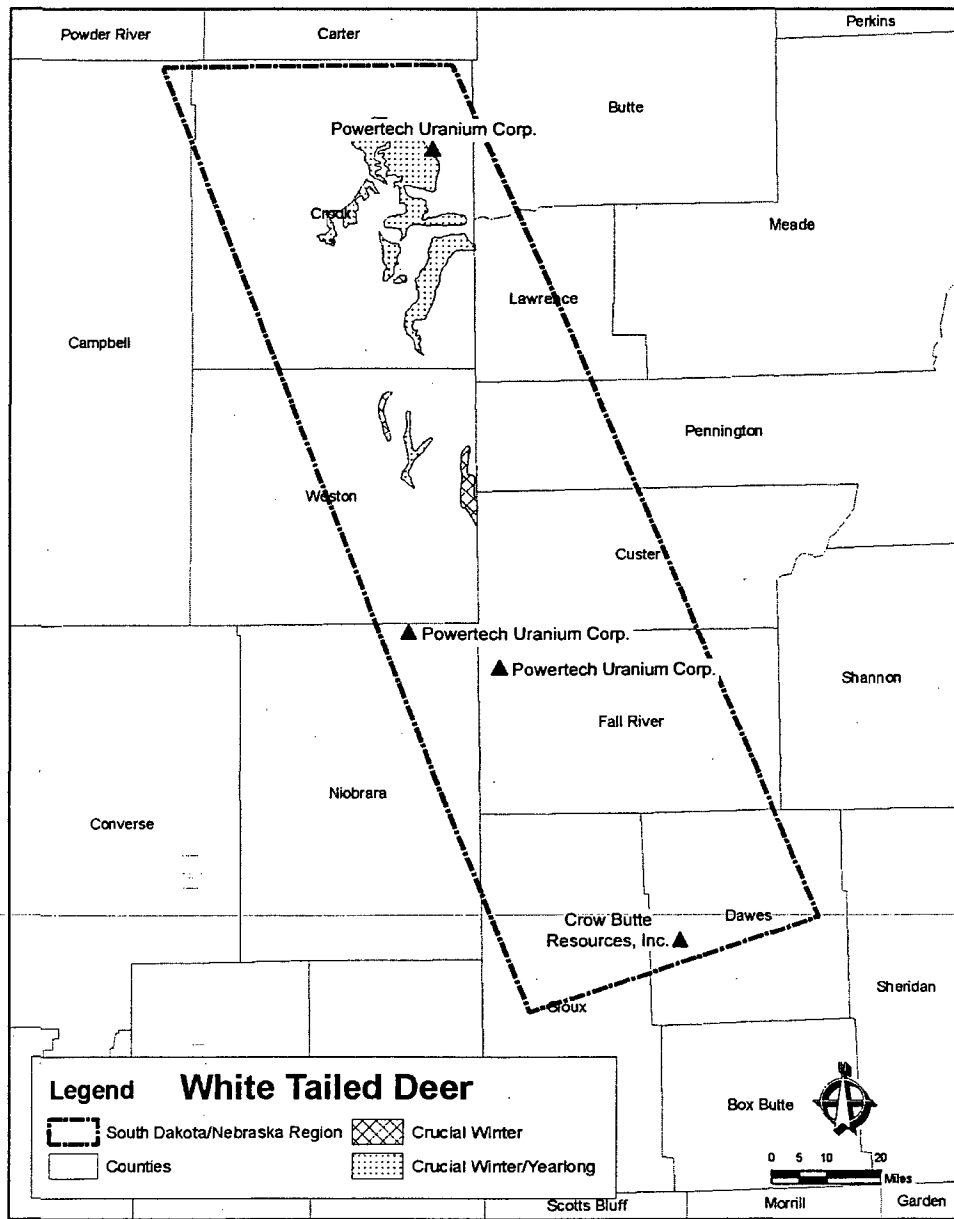 Powder River
Carter
Perkins
Butte
Powertech Uranium Corp.
Crook
Meade
Lawrence
Campbell
Pennington
Weston
Custer
Powertech Uranium Corp.
Powertech Uranium Corp.
Shannon
Fall River
Niobrara
Converse
Crow Butte
Resources, Inc.
Dawes
Sheridan
Sioux
Legend White Tailed Deer
South Dakota/Nebraska Region
Crucial Winter
Counties
Crucial Winter/Yearlong
Box Butte
N
0 5 10 20
Miles
Scotts Bluff
Morrill
Garden